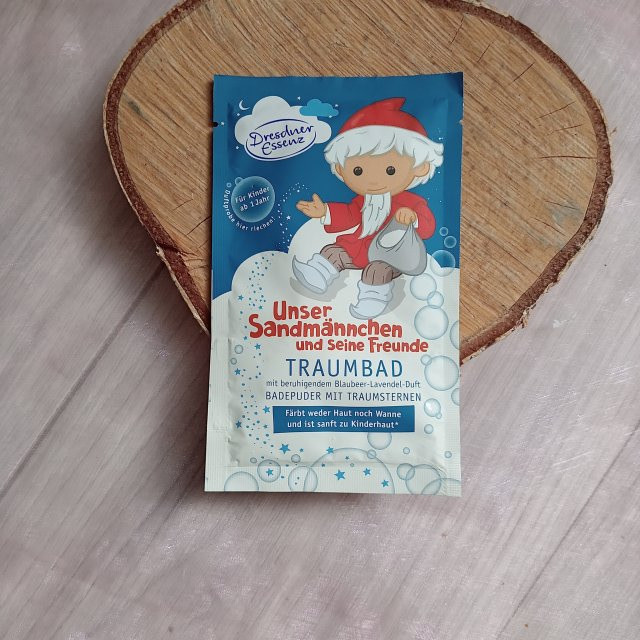 Dresdner
Essenz
Für Kinder
ab 1 Jahr
Duftprobe hier riechen!
Unser
Sandmännchen
und seine Freunde
TRAUMBAD
mit beruhigendem Blaubeer-Lavendel-Duft
BADEPUDER MIT TRAUMSTERNEN
Färbt weder Haut noch Wanne
und ist sanft zu Kinderhaut*